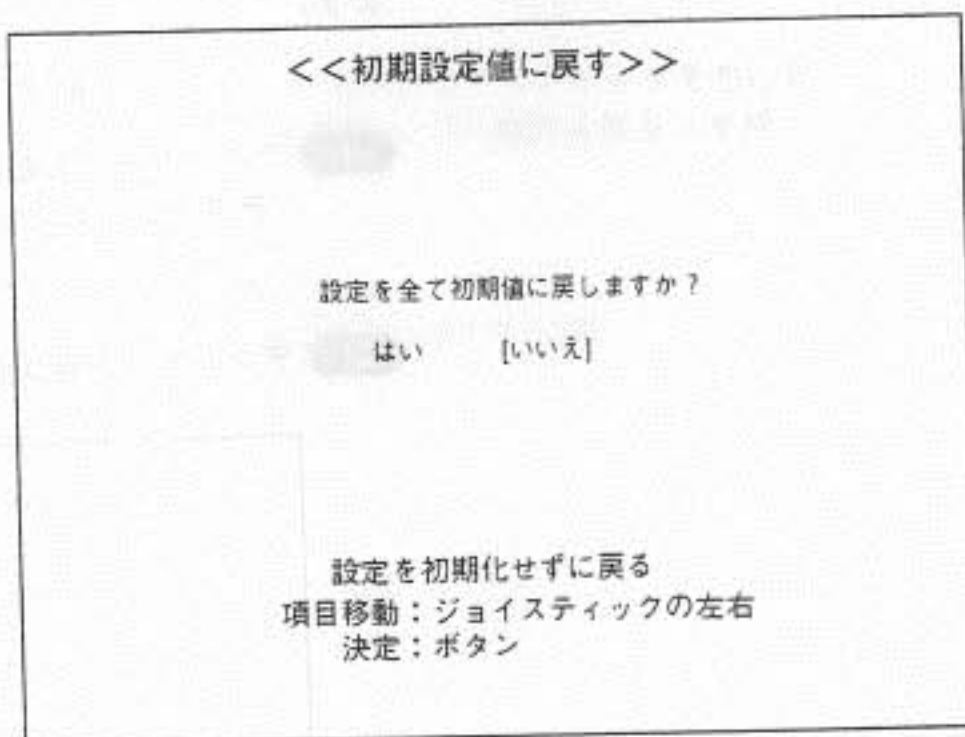 <<初期設定値に戻す>>
設定を全て初期値に戻しますか?
はい [いいえ]
設定を初期化せずに戻る
項目移動:ジョイスティックの左右
決定:ボタン